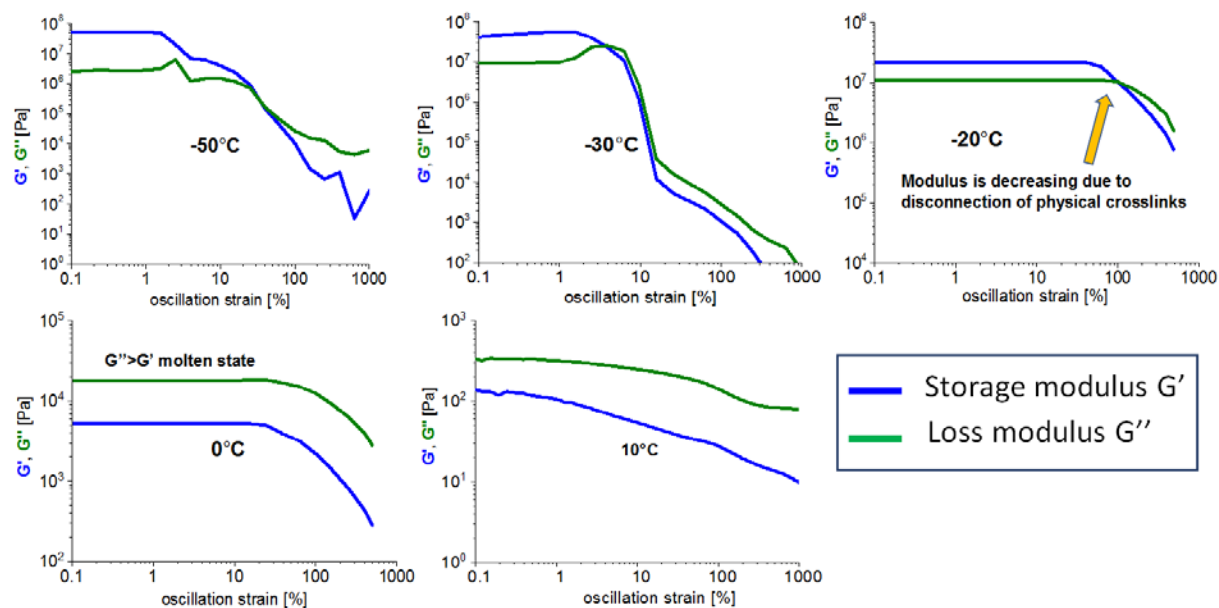 10⁸
10⁷
10⁶
10⁵
10⁴
10³
10²
10¹
10⁰
G', G'' [Pa]
-50°C
0.1 1 10 100 1000
oscillation strain [%]
10⁸
10⁷
10⁶
10⁵
10⁴
10³
10²
G', G'' [Pa]
-30°C
0.1 1 10 100 1000
oscillation strain [%]
10⁸
10⁷
10⁶
10⁵
10⁴
G', G'' [Pa]
-20°C
Modulus is decreasing due to
disconnection of physical crosslinks
0.1 1 10 100 1000
oscillation strain [%]
10⁵
10⁴
10³
10²
G', G'' [Pa]
G''>G' molten state
0°C
0.1 1 10 100 1000
oscillation strain [%]
10³
10²
10¹
10⁰
G', G'' [Pa]
10°C
0.1 1 10 100 1000
oscillation strain [%]
Storage modulus G'
Loss modulus G''